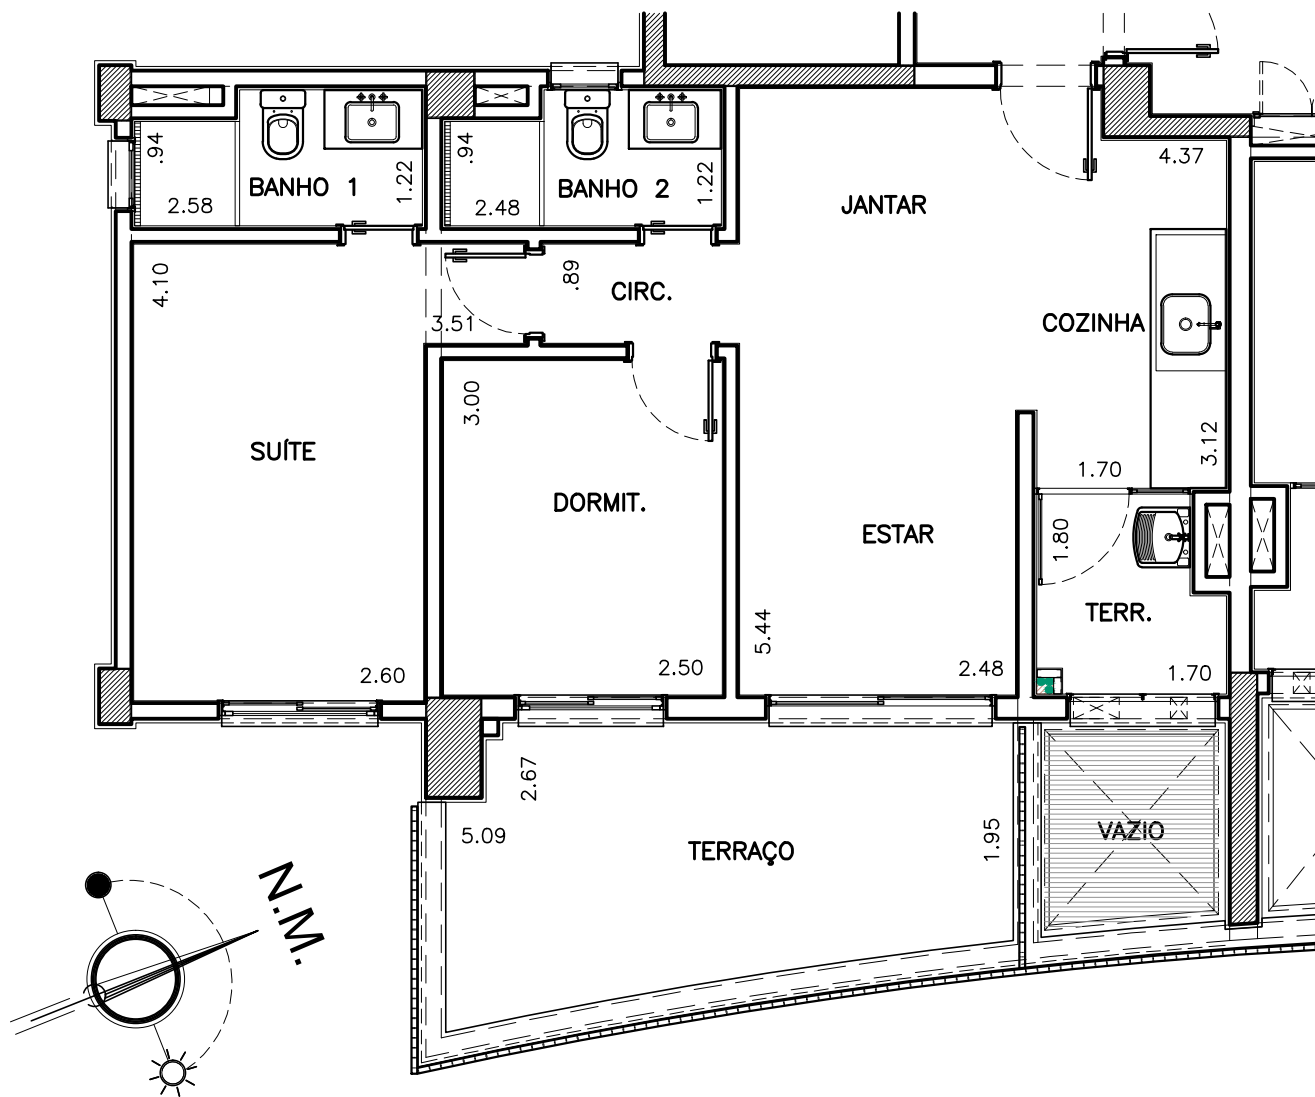 .94
2.58
BANHO 1
1.22
.94
2.48
BANHO 2
1.22
JANTAR
4.37
4.10
3.51
.89
CIRC.
COZINHA
3.00
SUÍTE
DORMIT.
ESTAR
3.12
1.70
1.80
TERR.
5.44
2.60
2.50
2.48
1.70
2.67
5.09
TERRAÇO
1.95
VAZIO
N.M.